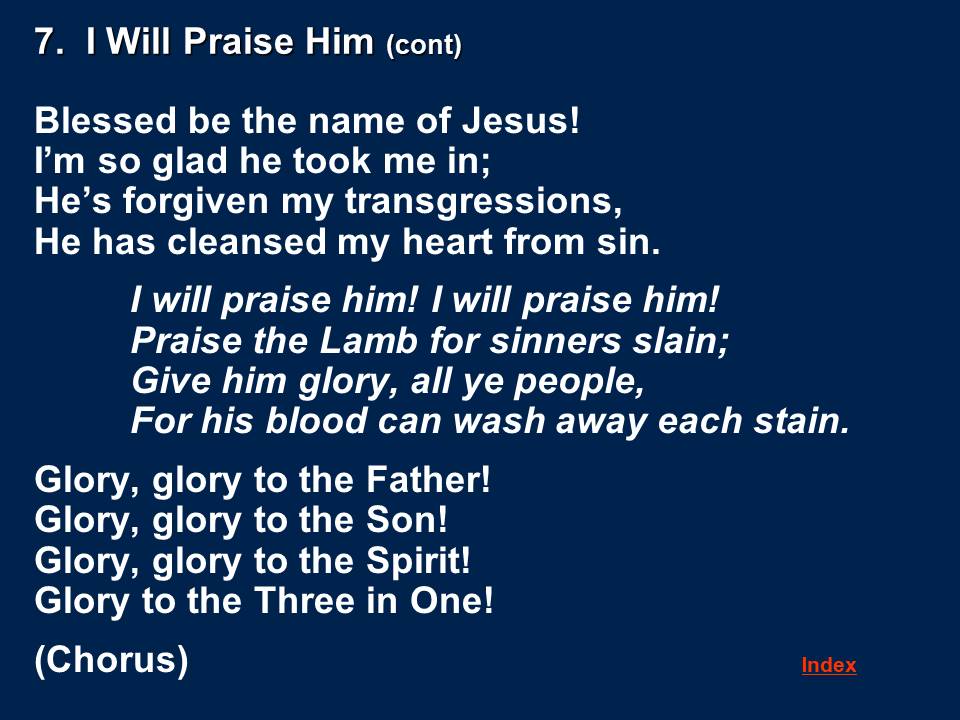 7. I Will Praise Him (cont)
Blessed be the name of Jesus!
I’m so glad he took me in;
He’s forgiven my transgressions,
He has cleansed my heart from sin.
I will praise him! I will praise him!
Praise the Lamb for sinners slain;
Give him glory, all ye people,
For his blood can wash away each stain.
Glory, glory to the Father!
Glory, glory to the Son!
Glory, glory to the Spirit!
Glory to the Three in One!
(Chorus)
Index